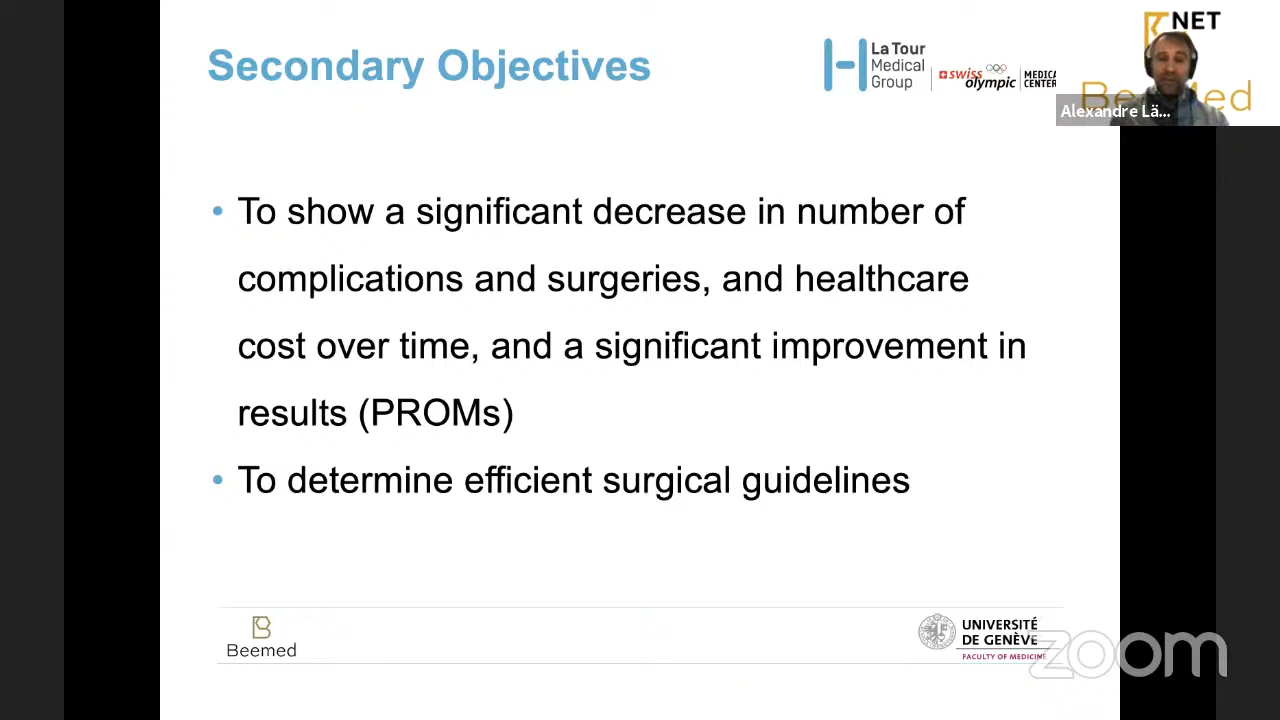 Secondary Objectives
La Tour
Medical
Group
swiss
olympic
MEDICA
CENTER
NET
BeeMed
Alexandre Lä...
• To show a significant decrease in number of
complications and surgeries, and healthcare
cost over time, and a significant improvement in
results (PROMs)
• To determine efficient surgical guidelines
Beemed
UNIVERSITÉ
DE GENÈVE
FACULTY OF MEDICINE
zoom